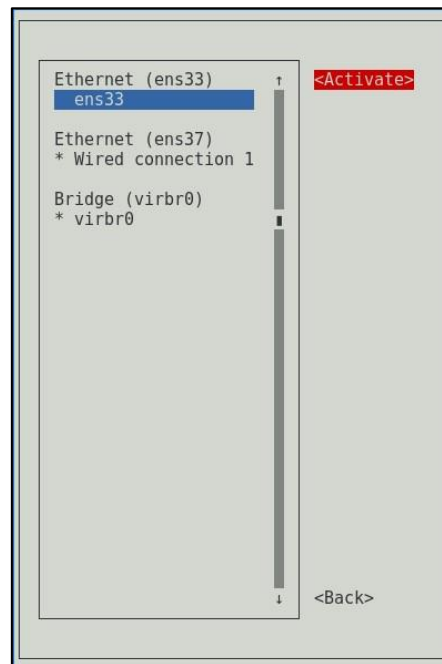 Ethernet (ens33) ↑ <Activate>
ens33
Ethernet (ens37)
* Wired connection 1
Bridge (virbr0)
* virbr0
↓ <Back>